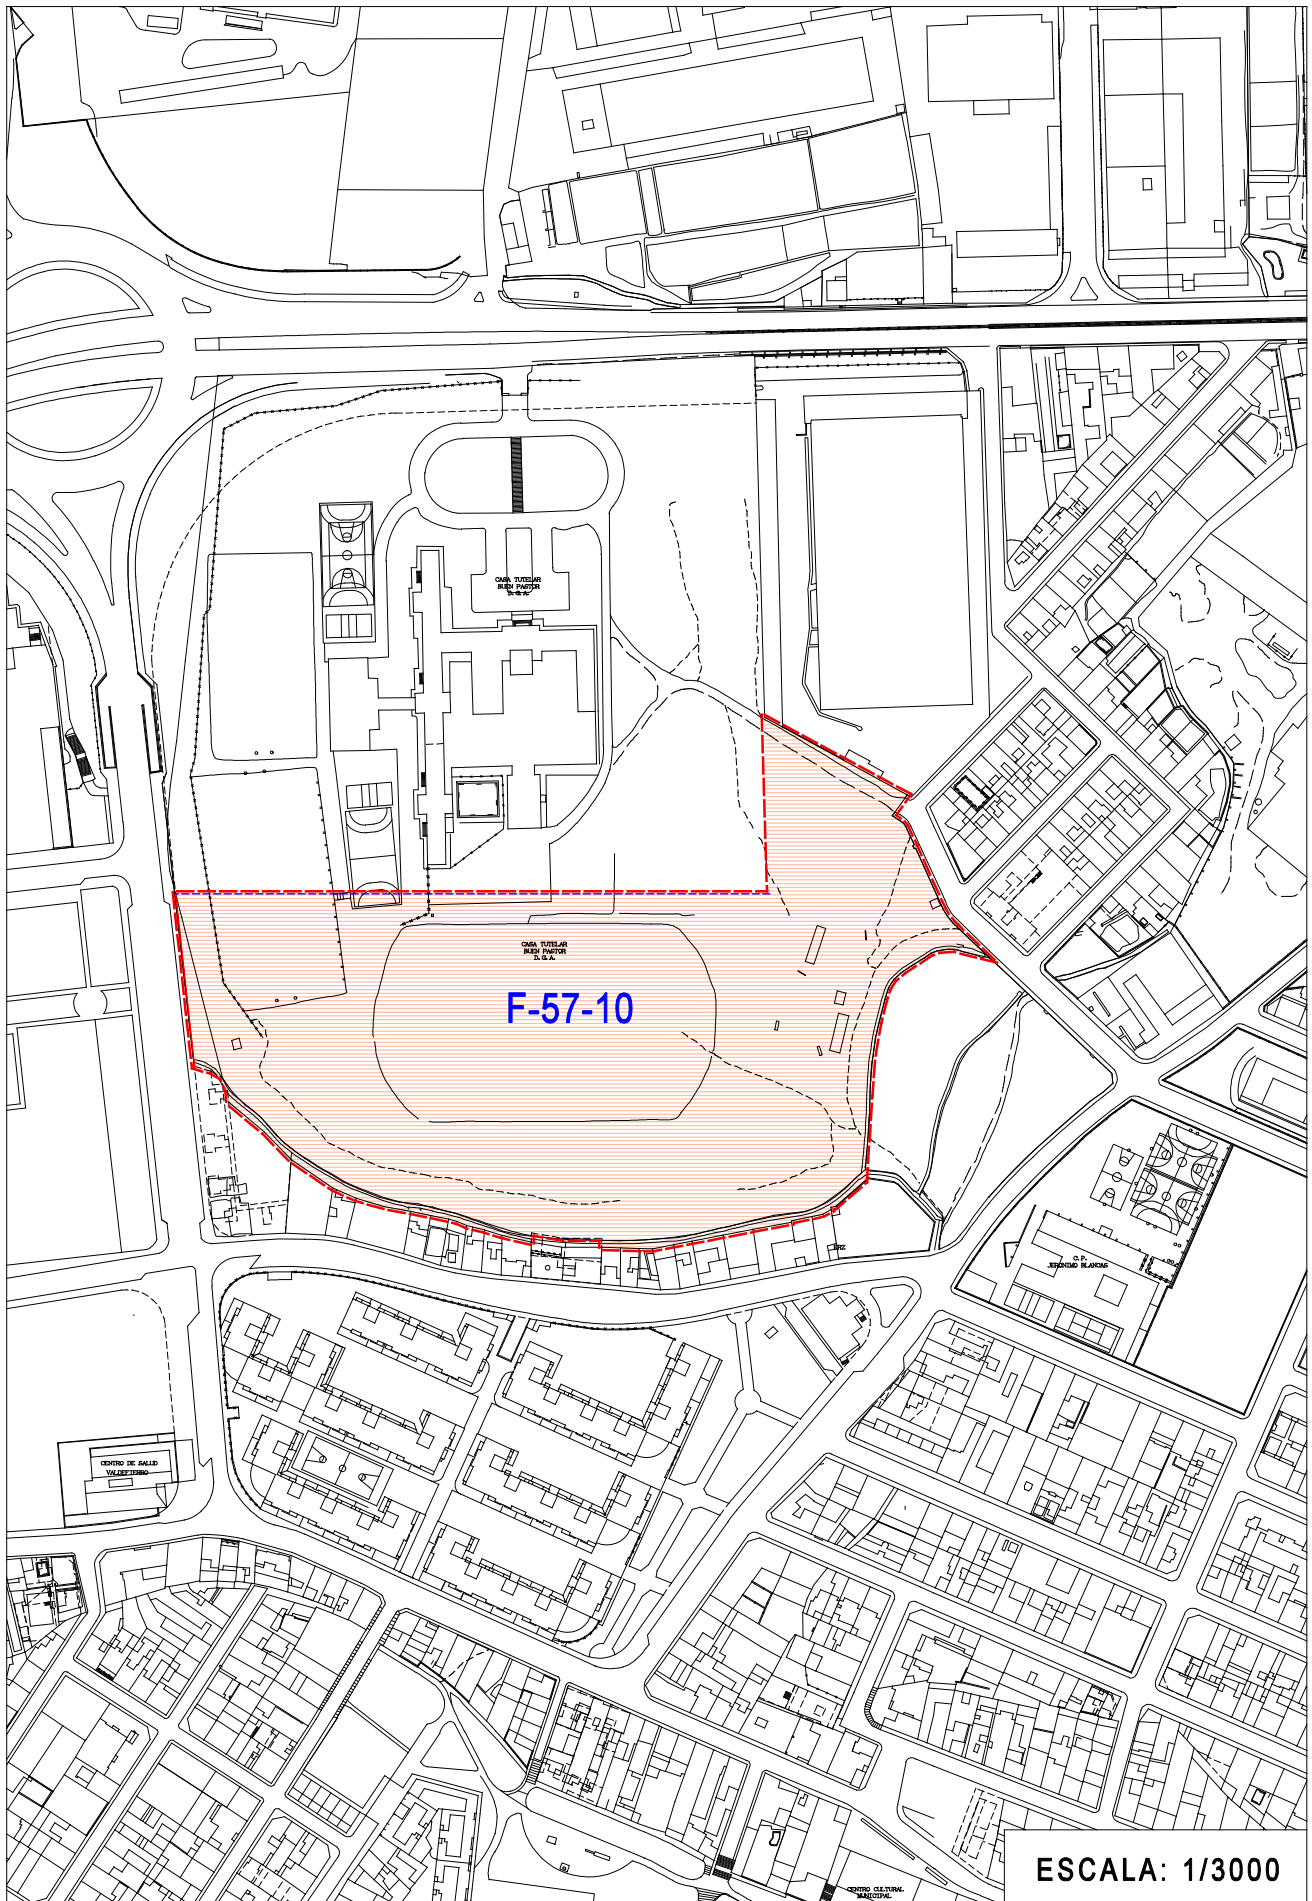 CASA TUTELAR
BUEN PASTOR
D. G. A.
CASA TUTELAR
BUEN PASTOR
D. G. A.
F-57-10
C. P.
JERONIMO BLANCAS
CENTRO DE SALUD
VALDEFIERRO
ESCALA: 1/3000
CENTRO CULTURAL
MUNICIPAL